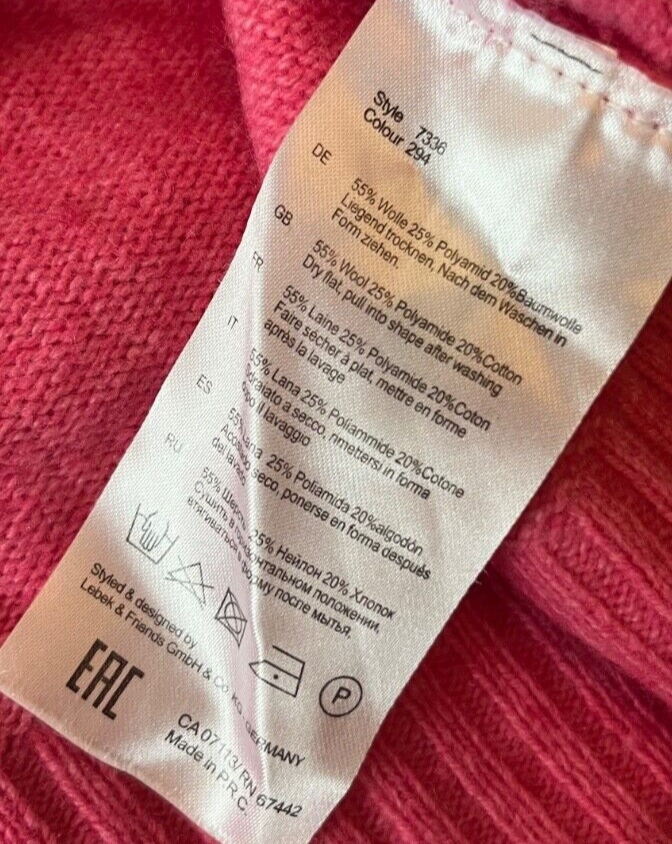 Style 7336
Colour 294
DE 55% Wolle 25% Polyamid 20%Baumwolle
Liegend trocknen, Nach dem Waschen in
Form ziehen.
GB 55% Wool 25% Polyamide 20%Cotton
Dry flat, pull into shape after washing
FR 55% Laine 25% Polyamide 20%Coton
Faire sécher à plat, mettre en forme
après la lavage
IT 55% Lana 25% Poliammide 20%Cotone
a secco, rimettersi in forma
il lavaggio
ES 55% Lana 25% Poliamida 20%algodón
seco, ponerse en forma después
del lavado
RU 55% 25% Нейлон 20% Хлопок
Сушить в горизонтальном положении,
втягиваться форму после мытья.
P
Styled & designed by
Lebek & Friends GmbH & Co. KG, GERMANY
EAC
CA 07113/ RN 67442
Made in P.R.C.